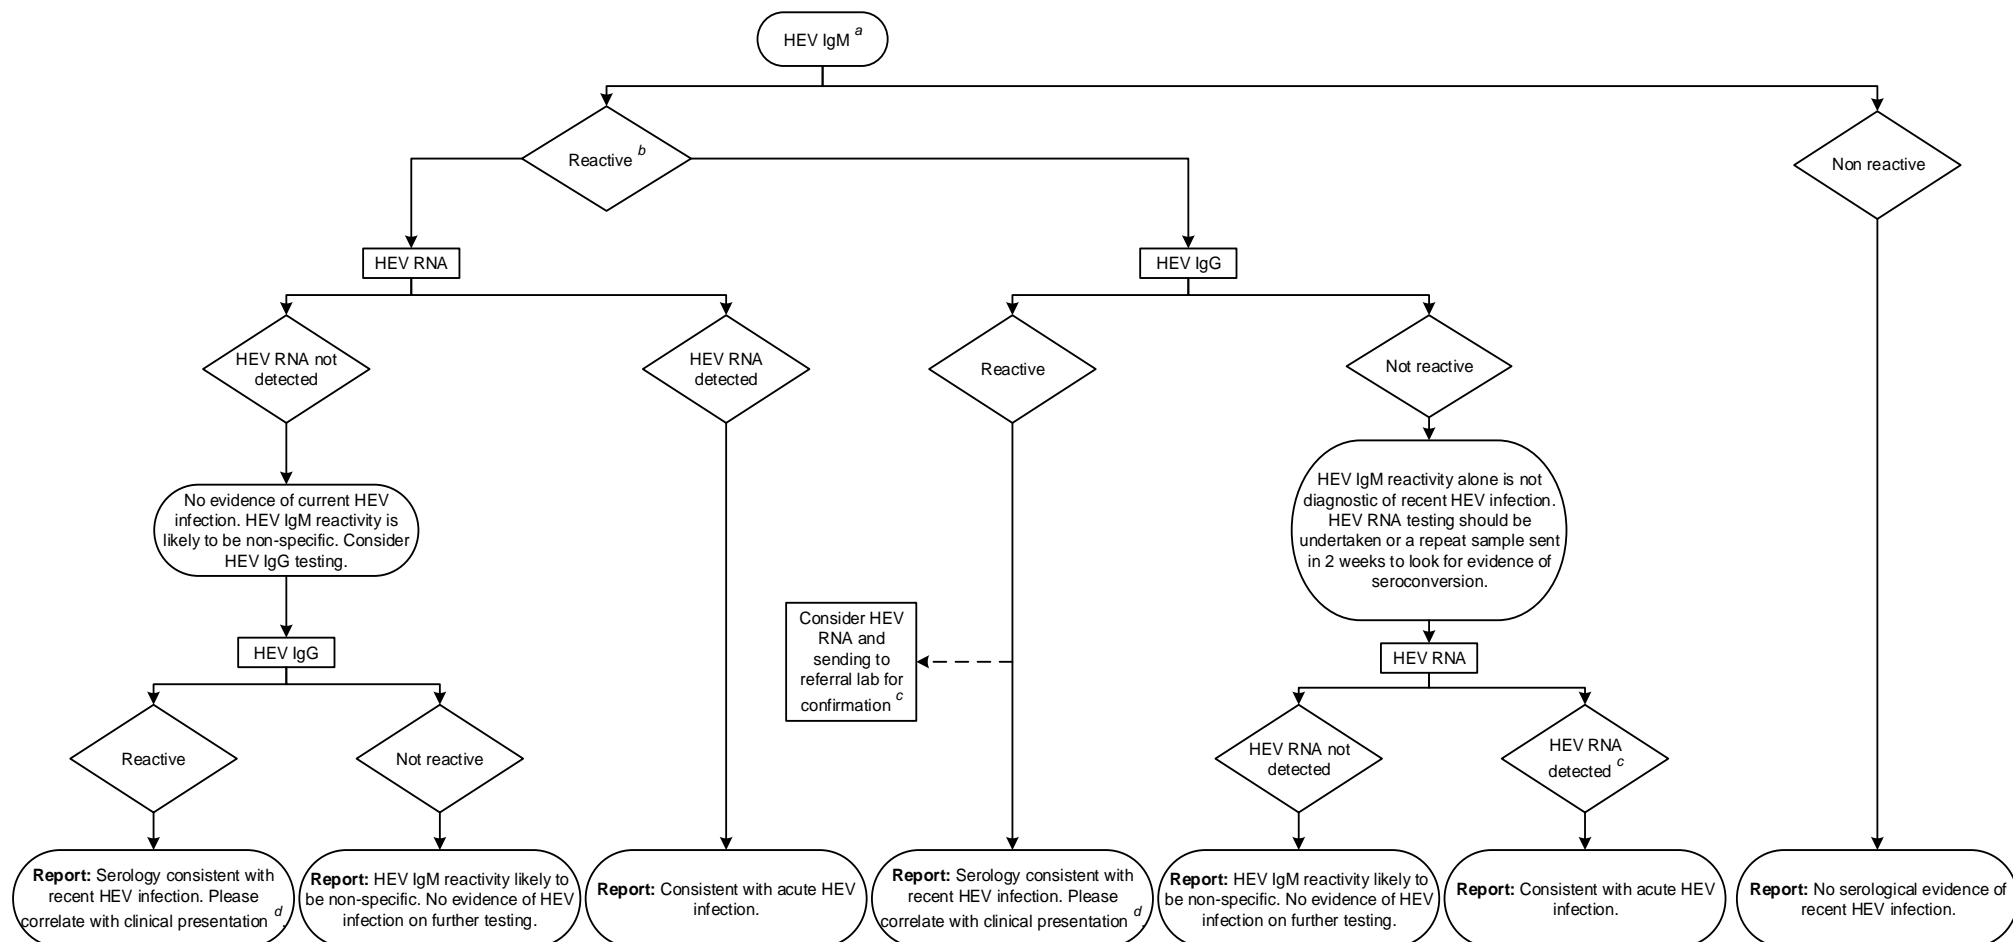 HEV IgM a
Reactive b
Non reactive
HEV RNA
HEV IgG
HEV RNA not
detected
HEV RNA
detected
Reactive
Not reactive
No evidence of current HEV
infection. HEV IgM reactivity is
likely to be non-specific. Consider
HEV IgG testing.
HEV IgM reactivity alone is not
diagnostic of recent HEV infection.
HEV RNA testing should be
undertaken or a repeat sample sent
in 2 weeks to look for evidence of
seroconversion.
Consider HEV
RNA and
sending to
referral lab for
confirmation c
HEV IgG
HEV RNA
Reactive
Not reactive
HEV RNA not
detected
HEV RNA
detected c
Report: Serology consistent with
recent HEV infection. Please
correlate with clinical presentation d.
Report: HEV IgM reactivity likely to
be non-specific. No evidence of HEV
infection on further testing.
Report: Consistent with acute HEV
infection.
Report: Serology consistent with
recent HEV infection. Please
correlate with clinical presentation d.
Report: HEV IgM reactivity likely to
be non-specific. No evidence of HEV
infection on further testing.
Report: Consistent with acute HEV
infection.
Report: No serological evidence of
recent HEV infection.